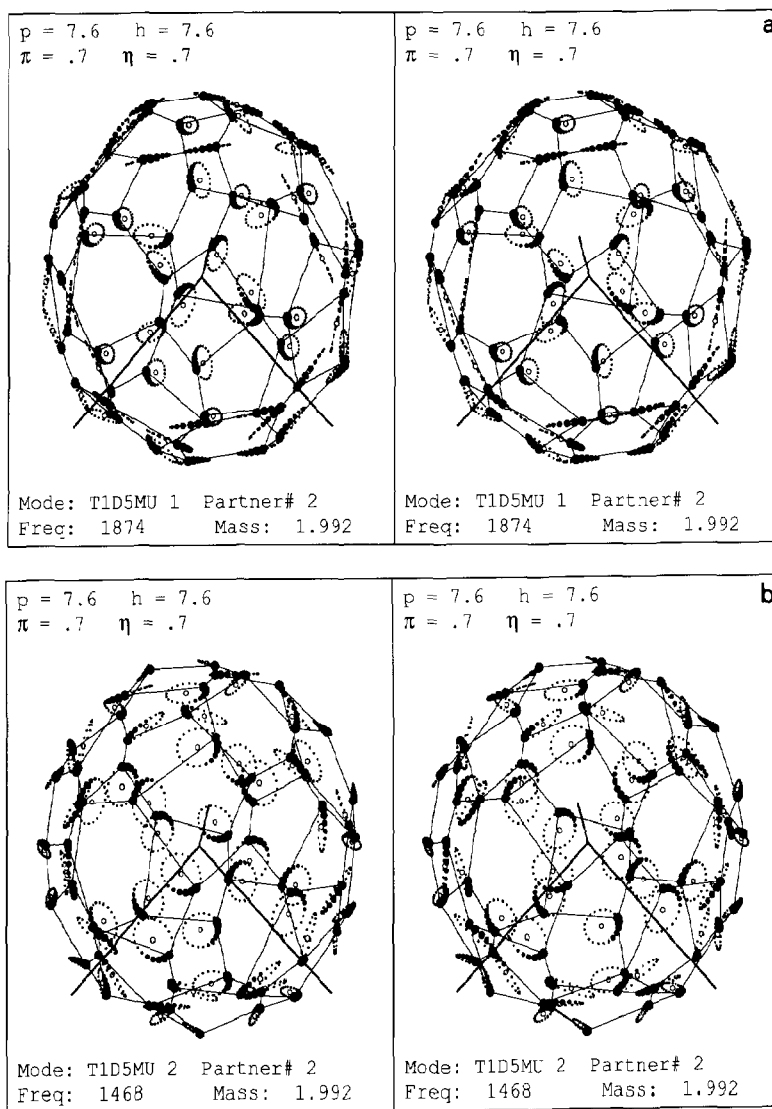 p = 7.6 h = 7.6
π = .7 η = .7
Mode: T1D5MU 1 Partner# 2
Freq: 1874 Mass: 1.992
p = 7.6 h = 7.6 a
π = .7 η = .7
Mode: T1D5MU 1 Partner# 2
Freq: 1874 Mass: 1.992
p = 7.6 h = 7.6
π = .7 η = .7
Mode: T1D5MU 2 Partner# 2
Freq: 1468 Mass: 1.992
p = 7.6 h = 7.6 b
π = .7 η = .7
Mode: T1D5MU 2 Partner# 2
Freq: 1468 Mass: 1.992